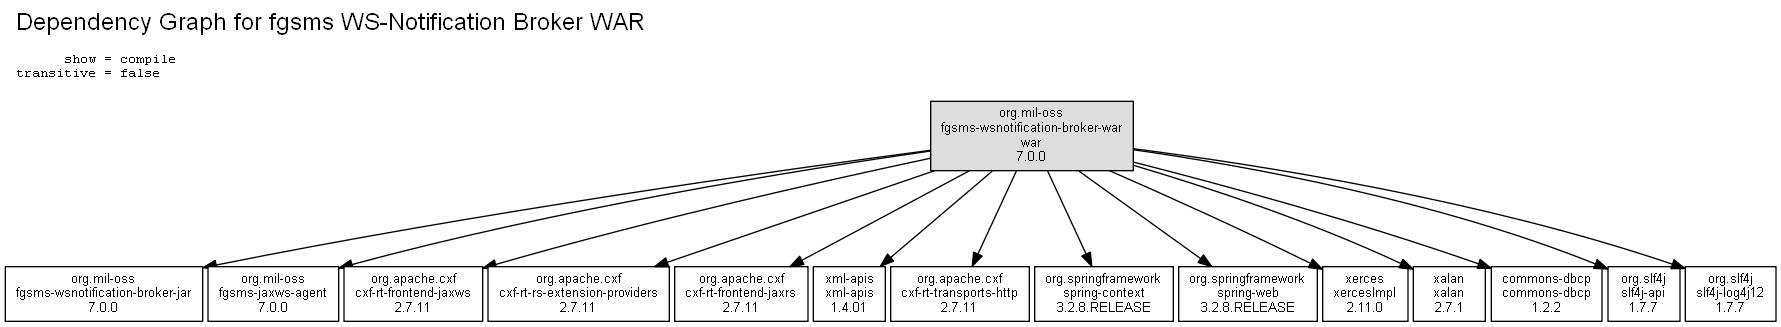 Dependency Graph for fgsms WS-Notification Broker WAR
show = compile
transitive = false
org.mil-oss
fgsms-wsnotification-broker-war
war
7.0.0
org.mil-oss
fgsms-wsnotification-broker-jar
7.0.0
org.mil-oss
fgsms-jaxws-agent
7.0.0
org.apache.cxf
cxf-rt-frontend-jaxws
2.7.11
org.apache.cxf
cxf-rt-rs-extension-providers
2.7.11
org.apache.cxf
cxf-rt-frontend-jaxrs
2.7.11
xml-apis
xml-apis
1.4.01
org.apache.cxf
cxf-rt-transports-http
2.7.11
org.springframework
spring-context
3.2.8.RELEASE
org.springframework
spring-web
3.2.8.RELEASE
xerces
xercesImpl
2.11.0
xalan
xalan
2.7.1
commons-dbcp
commons-dbcp
1.2.2
org.slf4j
slf4j-api
1.7.7
org.slf4j
slf4j-log4j12
1.7.7